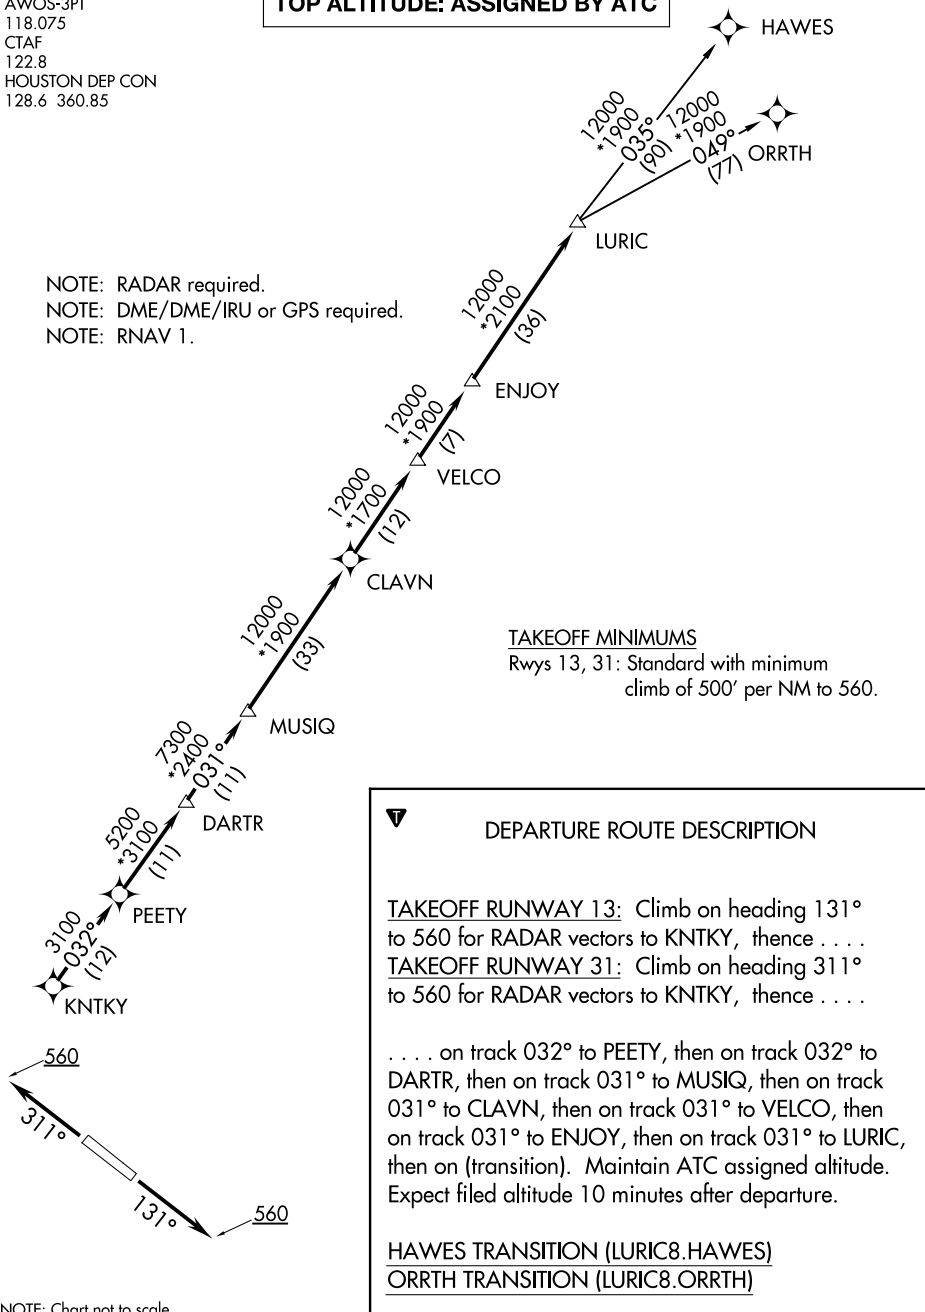 AWOS-3PT
118.075
CTAF
122.8
HOUSTON DEP CON
128.6 360.85
TOP ALTITUDE: ASSIGNED BY ATC
HAWES
12000
*1900
035°
(90)
12000
*1900
049°
(77)
ORRTH
LURIC
NOTE: RADAR required.
NOTE: DME/DME/IRU or GPS required.
NOTE: RNAV 1.
12000
*2100
(36)
ENJOY
12000
*1900
(7)
VELCO
12000
*1700
(12)
CLAVN
12000
*1900
(33)
TAKEOFF MINIMUMS
Rwys 13, 31: Standard with minimum
climb of 500' per NM to 560.
MUSIQ
7300
*2400
031°
(11)
DARTR
5200
*3100
(11)
PEETY
3100
032°
(12)
KNTKY
560
311°
131°
560
T
DEPARTURE ROUTE DESCRIPTION
TAKEOFF RUNWAY 13: Climb on heading 131°
to 560 for RADAR vectors to KNTKY, thence . . . .
TAKEOFF RUNWAY 31: Climb on heading 311°
to 560 for RADAR vectors to KNTKY, thence . . . .
. . . . on track 032° to PEETY, then on track 032° to
DARTR, then on track 031° to MUSIQ, then on track
031° to CLAVN, then on track 031° to VELCO, then
on track 031° to ENJOY, then on track 031° to LURIC,
then on (transition). Maintain ATC assigned altitude.
Expect filed altitude 10 minutes after departure.
HAWES TRANSITION (LURIC8.HAWES)
ORRTH TRANSITION (LURIC8.ORRTH)
NOTE: Chart not to scale